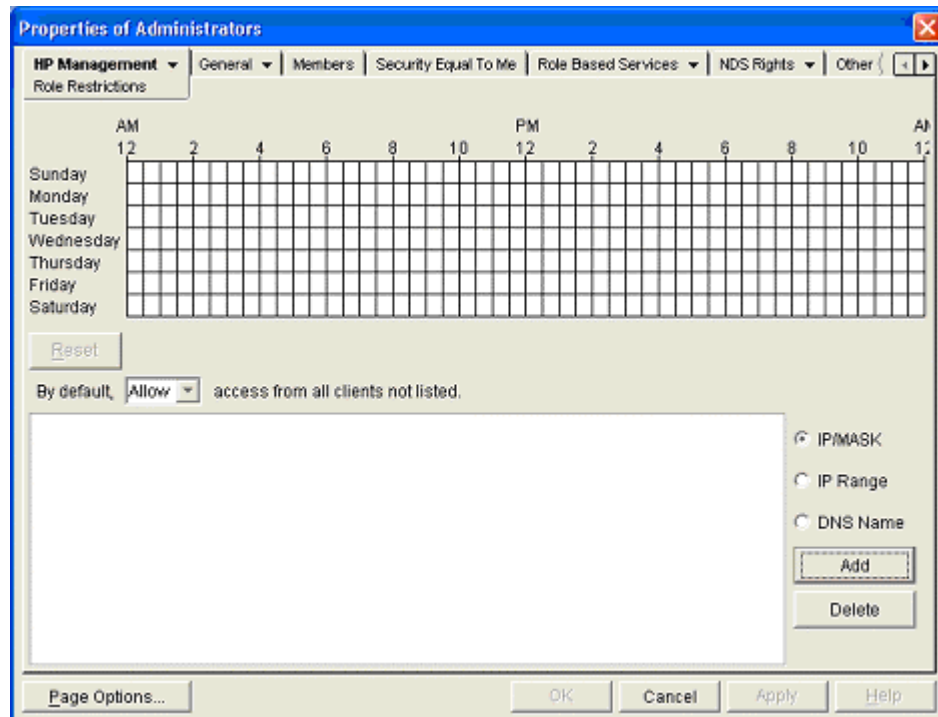 Properties of Administrators
HP Management General Members Security Equal To Me Role Based Services NDS Rights Other
Role Restrictions
AM PM AM
12 2 4 6 8 10 12 2 4 6 8 10 12
Sunday
Monday
Tuesday
Wednesday
Thursday
Friday
Saturday
Reset
By default, Allow access from all clients not listed.
IP/MASK
IP Range
DNS Name
Add
Delete
Page Options... OK Cancel Apply Help